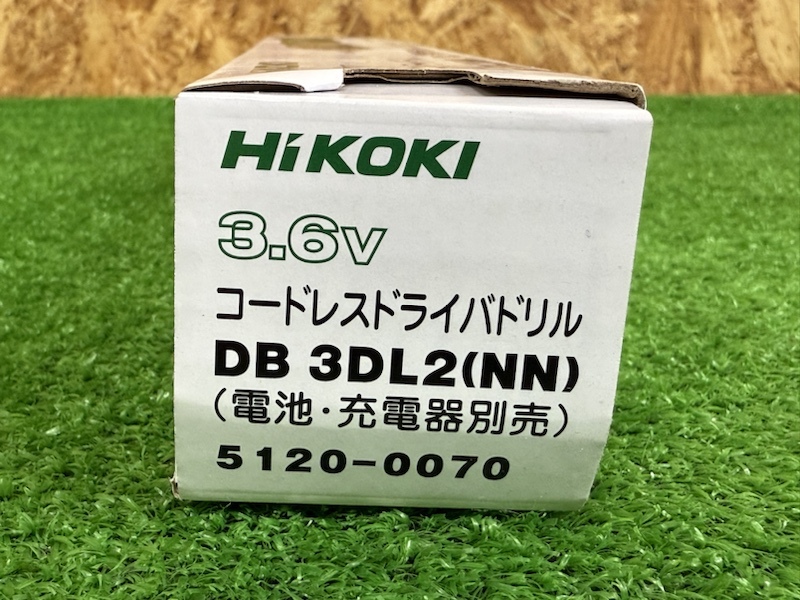 HiKOKI
3.6V
コードレスドライバドリル
DB 3DL2(NN)
(電池・充電器別売)
5120-0070